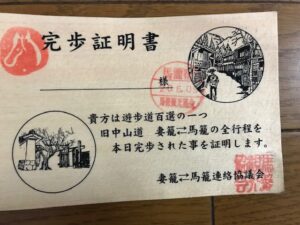 完歩証明書
様
貴方は遊歩道百選の一つ
旧中山道 妻籠⇄馬籠の全行程を
本日完歩された事を証明します。
妻籠⇄馬籠連絡協議会